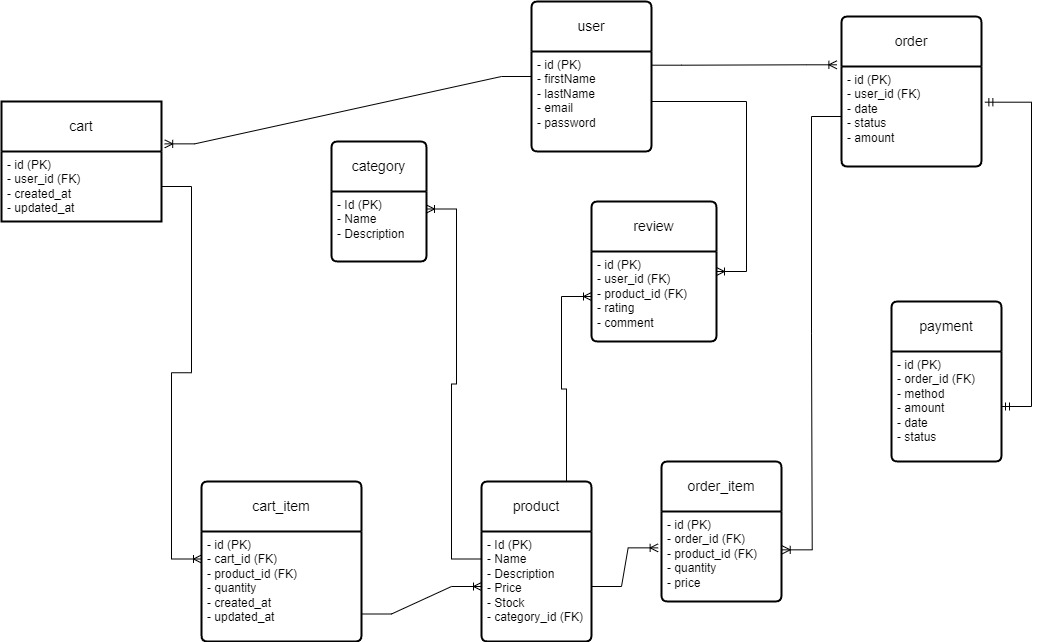 user
- id (PK)
- firstName
- lastName
- email
- password
order
- id (PK)
- user_id (FK)
- date
- status
- amount
cart
- id (PK)
- user_id (FK)
- created_at
- updated_at
category
- Id (PK)
- Name
- Description
review
- id (PK)
- user_id (FK)
- product_id (FK)
- rating
- comment
payment
- id (PK)
- order_id (FK)
- method
- amount
- date
- status
cart_item
- id (PK)
- cart_id (FK)
- product_id (FK)
- quantity
- created_at
- updated_at
product
- Id (PK)
- Name
- Description
- Price
- Stock
- category_id (FK)
order_item
- id (PK)
- order_id (FK)
- product_id (FK)
- quantity
- price